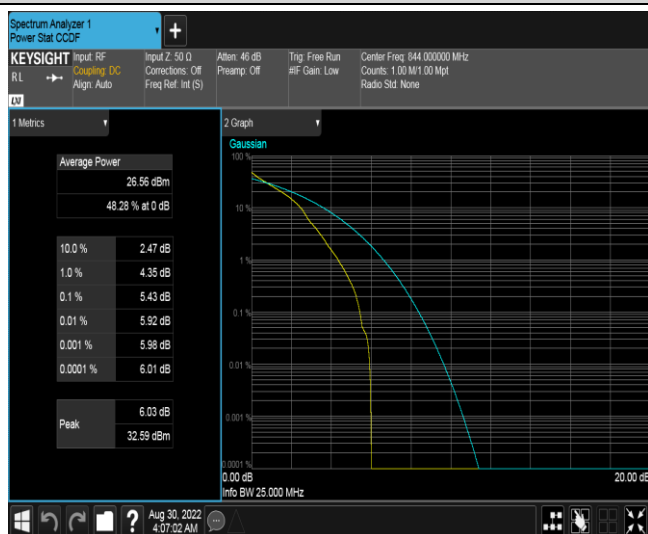 Spectrum Analyzer 1
Power Stat CCDF
+
KEYSIGHT
RL
LXI
Input: RF
Coupling: DC
Align: Auto
Input Z: 50 Ω
Corrections: Off
Freq Ref: Int (S)
Atten: 46 dB
Preamp: Off
Trig: Free Run
#IF Gain: Low
Center Freq: 844.000000 MHz
Counts: 1.00 M/1.00 Mpt
Radio Std: None
1 Metrics
Average Power
26.56 dBm
48.28 % at 0 dB
10.0 % 2.47 dB
1.0 % 4.35 dB
0.1 % 5.43 dB
0.01 % 5.92 dB
0.001 % 5.98 dB
0.0001 % 6.01 dB
Peak
6.03 dB
32.59 dBm
2 Graph
Gaussian
100 %
10 %
1 %
0.1 %
0.01 %
0.001 %
0.0001 %
0.00 dB
20.00 dB
Info BW 25.000 MHz
?
Aug 30, 2022
4:07:02 AM